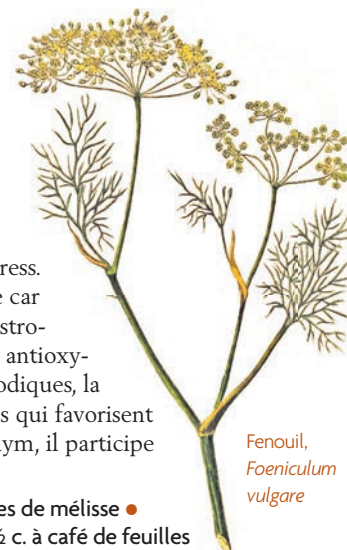 ress.
e car
stro-
antioxy-
odiques, la
s qui favorisent
ym, il participe
es de mélisse ●
½ c. à café de feuilles
Fenouil,
Foeniculum
vulgare